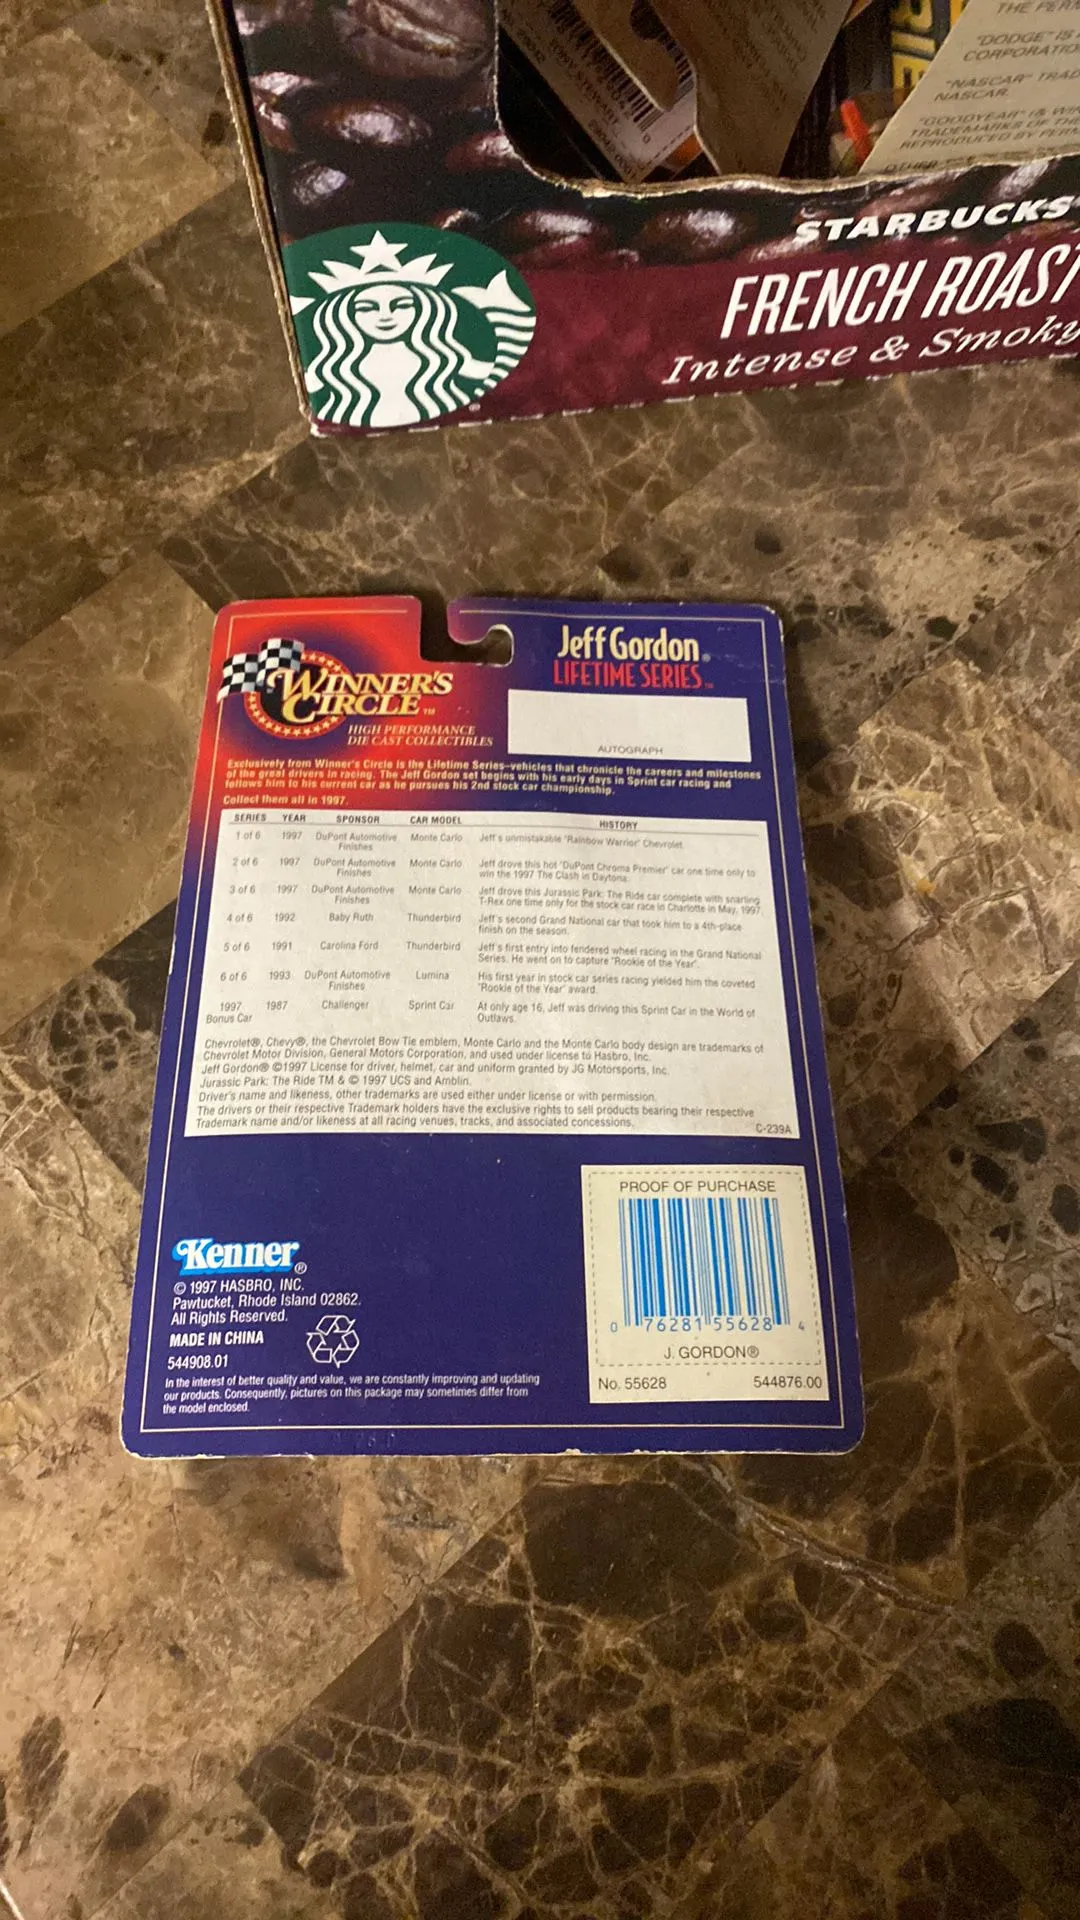 TONY STEWART
THE
"DODGE" IS
CORPORATIO
"NASCAR" TRAD
NASCAR.
"GOODYEAR"
TRADEMARKS OF
REPRODUCED BY
STARBUCKS
FRENCH ROAST
Intense & Smoky
WINNER'S
CIRCLE™
HIGH PERFORMANCE
DIE CAST COLLECTIBLES
Jeff Gordon®
LIFETIME SERIES™
AUTOGRAPH
Exclusively from Winner's Circle is the Lifetime Series–vehicles that chronicle the careers and milestones
of the great drivers in racing. The Jeff Gordon set begins with his early days in Sprint car racing and
follows him to his current car as he pursues his 2nd stock car championship.
Collect them all in 1997.
SERIES YEAR SPONSOR CAR MODEL HISTORY
1 of 6 1997 DuPont Automotive Finishes Monte Carlo Jeff's unmistakable "Rainbow Warrior" Chevrolet.
2 of 6 1997 DuPont Automotive Finishes Monte Carlo Jeff drove this hot "DuPont Chroma Premier" car one time only to
win the 1997 The Clash in Daytona.
3 of 6 1997 DuPont Automotive Finishes Monte Carlo Jeff drove this Jurassic Park: The Ride car complete with snarling
T-Rex one time only for the stock car race in Charlotte in May, 1997.
4 of 6 1992 Baby Ruth Thunderbird Jeff's second Grand National car that took him to a 4th-place
finish on the season.
5 of 6 1991 Carolina Ford Thunderbird Jeff's first entry into fendered wheel racing in the Grand National
Series. He went on to capture "Rookie of the Year".
6 of 6 1993 DuPont Automotive Finishes Lumina His first year in stock car series racing yielded him the coveted
"Rookie of the Year" award.
1997 Bonus Car 1987 Challenger Sprint Car At only age 16, Jeff was driving this Sprint Car in the World of
Outlaws.
Chevrolet®, Chevy®, the Chevrolet Bow Tie emblem, Monte Carlo and the Monte Carlo body design are trademarks of
Chevrolet Motor Division, General Motors Corporation, and used under license to Hasbro, Inc.
Jeff Gordon® ©1997 License for driver, helmet, car and uniform granted by JG Motorsports, Inc.
Jurassic Park: The Ride TM & © 1997 UCS and Amblin.
Driver's name and likeness, other trademarks are used either under license or with permission.
The drivers or their respective Trademark holders have the exclusive rights to sell products bearing their respective
Trademark name and/or likeness at all racing venues, tracks, and associated concessions.
C-239A
Kenner®
© 1997 HASBRO, INC.
Pawtucket, Rhode Island 02862.
All Rights Reserved.
MADE IN CHINA
544908.01
In the interest of better quality and value, we are constantly improving and updating
our products. Consequently, pictures on this package may sometimes differ from
the model enclosed.
PROOF OF PURCHASE
0 76281 55628 4
J. GORDON®
No. 55628 544876.00